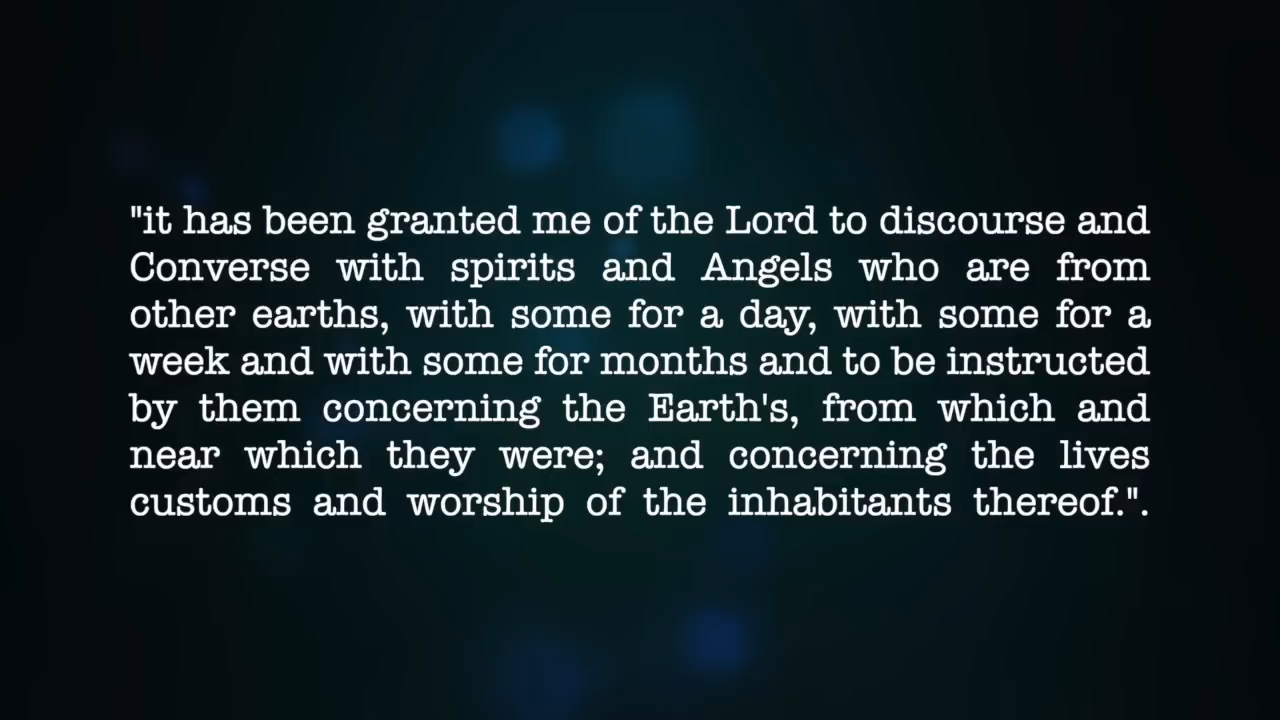 "it has been granted me of the Lord to discourse and
Converse with spirits and Angels who are from
other earths, with some for a day, with some for a
week and with some for months and to be instructed
by them concerning the Earth's, from which and
near which they were; and concerning the lives
customs and worship of the inhabitants thereof.".